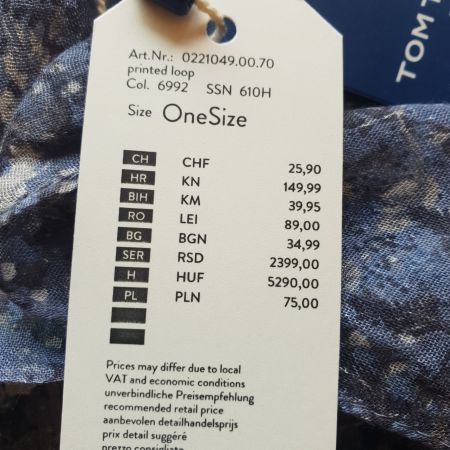 Art.Nr.: 0221049.00.70
printed loop
Col. 6992 SSN 610H
Size OneSize
CH CHF 25,90
HR KN 149,99
BIH KM 39,95
RO LEI 89,00
BG BGN 34,99
SER RSD 2399,00
H HUF 5290,00
PL PLN 75,00
Prices may differ due to local
VAT and economic conditions
unverbindliche Preisempfehlung
recommended retail price
aanbevolen detailhandelsprijs
prix detail suggéré
prezzo consigliato
TOM T